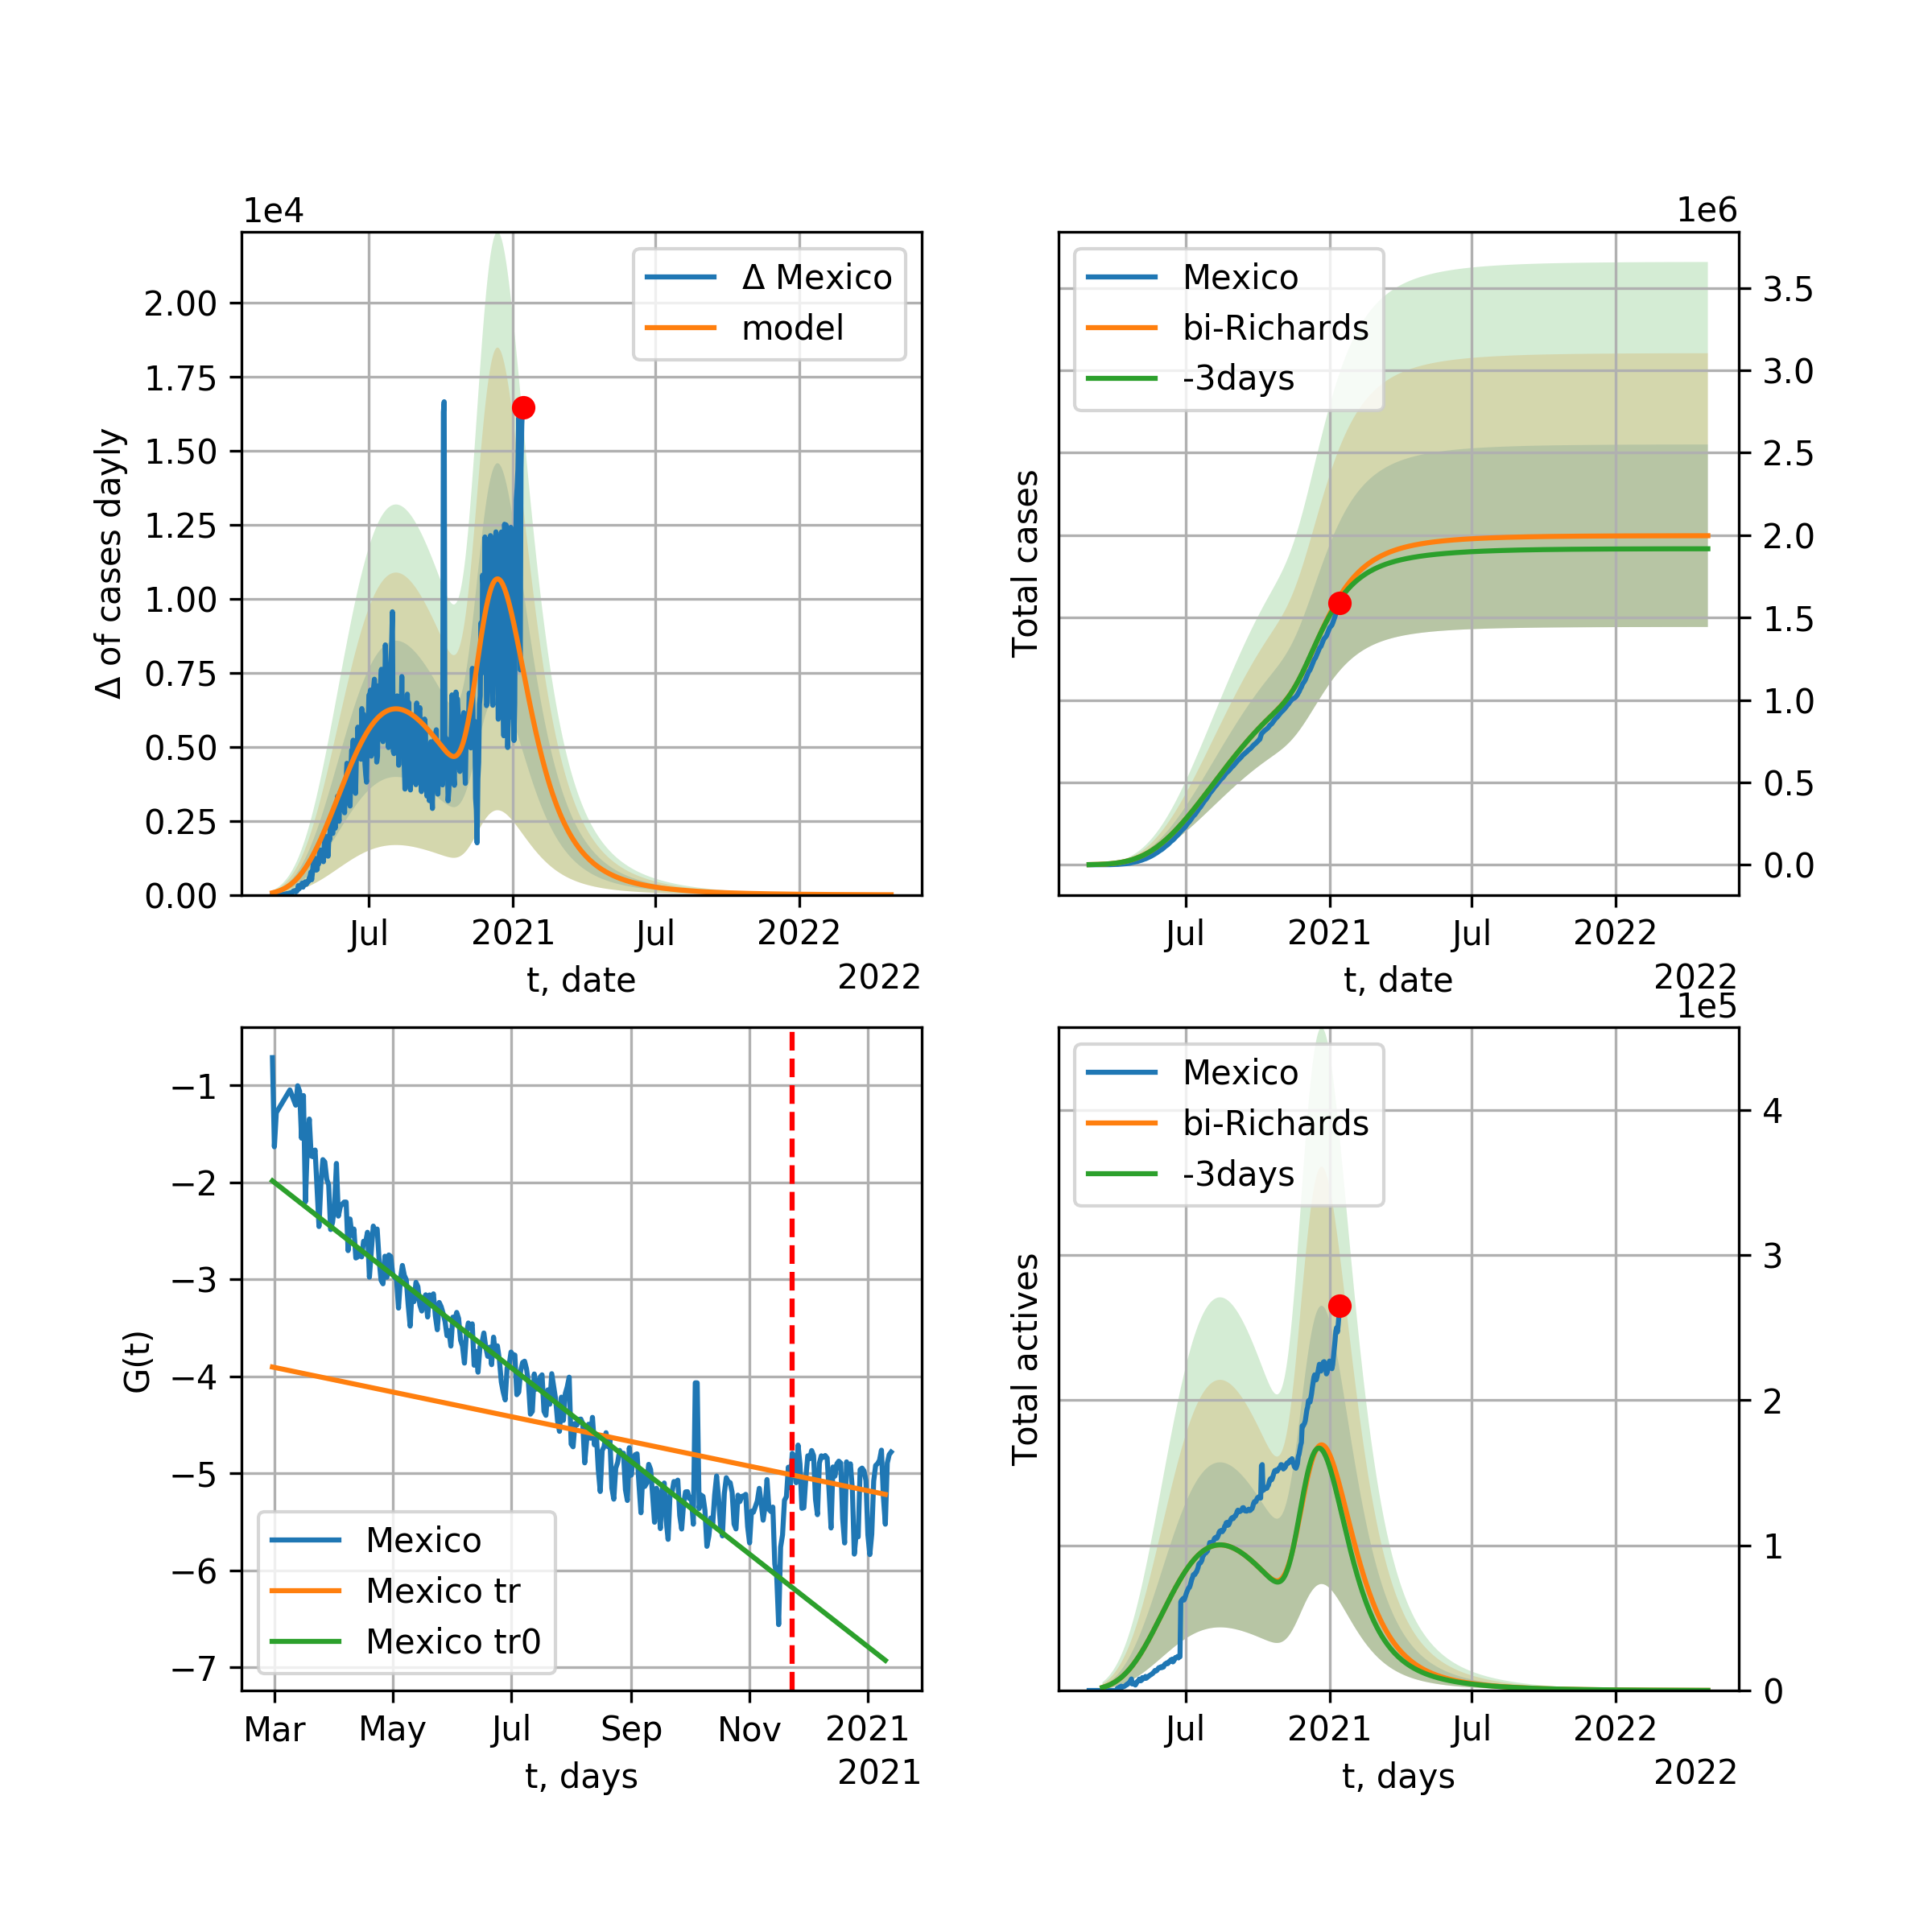 1e4
Δ of cases dayly
2.00
1.75
1.50
1.25
1.00
0.75
0.50
0.25
0.00
Δ Mexico
model
Jul 2021 Jul 2022
t, date
2022
1e6
Total cases
Mexico
bi-Richards
-3days
3.5
3.0
2.5
2.0
1.5
1.0
0.5
0.0
Jul 2021 Jul 2022
t, date
2022
G(t)
−1
−2
−3
−4
−5
−6
−7
Mexico
Mexico tr
Mexico tr0
Mar May Jul Sep Nov 2021
t, days
2021
1e5
Total actives
Mexico
bi-Richards
-3days
4
3
2
1
0
Jul 2021 Jul 2022
t, days
2022